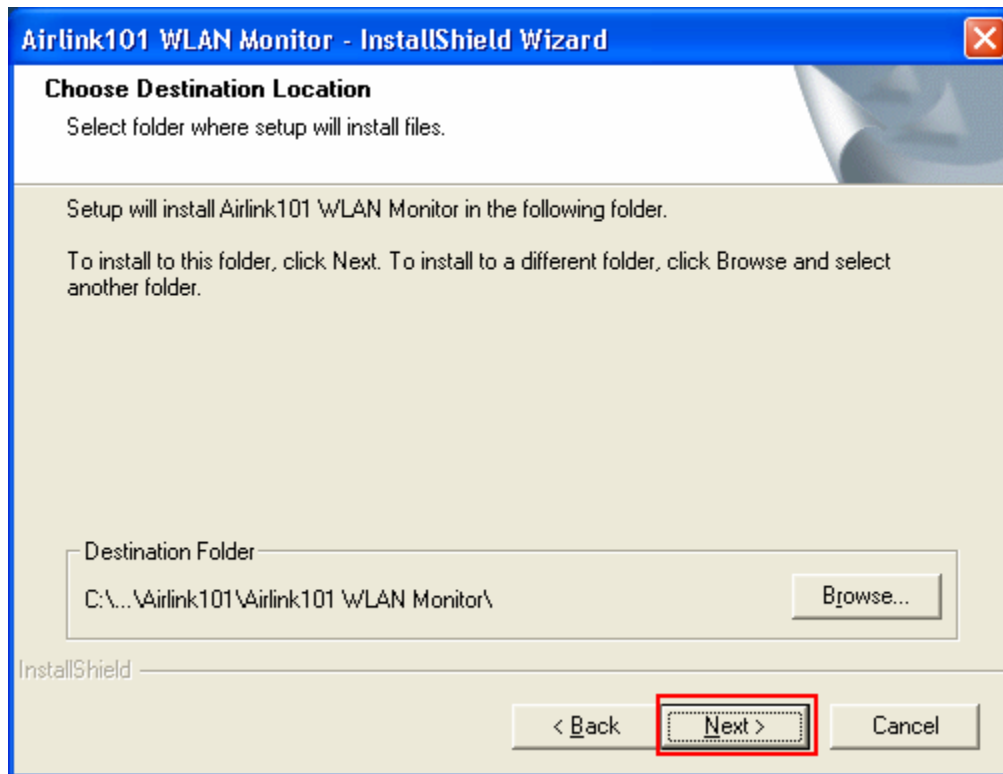 Airlink101 WLAN Monitor - InstallShield Wizard
Choose Destination Location
Select folder where setup will install files.
Setup will install Airlink101 WLAN Monitor in the following folder.
To install to this folder, click Next. To install to a different folder, click Browse and select
another folder.
Destination Folder
C:\...\Airlink101\Airlink101 WLAN Monitor\
Browse...
InstallShield
< Back
Next >
Cancel